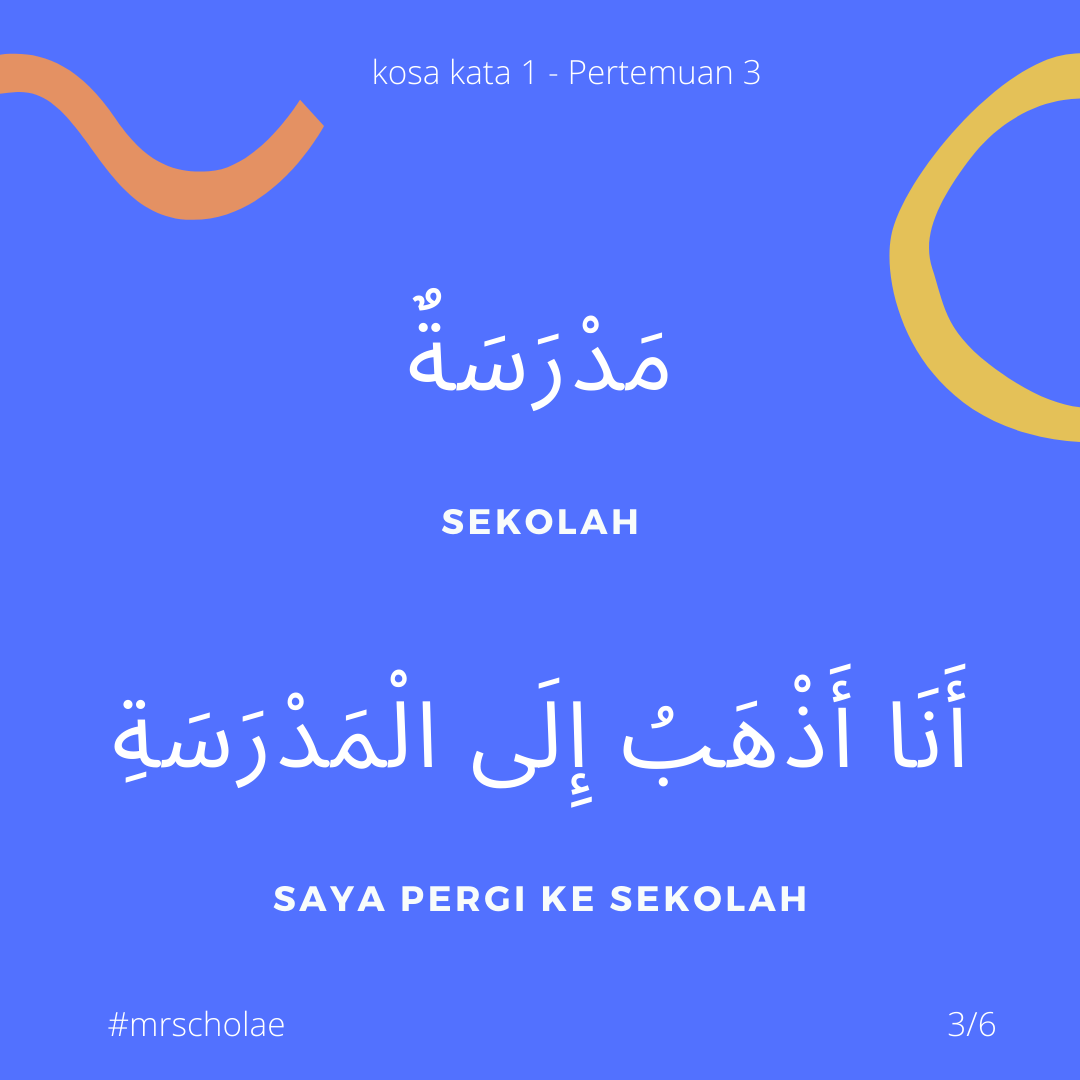 kosa kata 1 - Pertemuan 3
مَدْرَسَةٌ
SEKOLAH
أَنَا أَذْهَبُ إِلَى الْمَدْرَسَةِ
SAYA PERGI KE SEKOLAH
#mrscholae
3/6